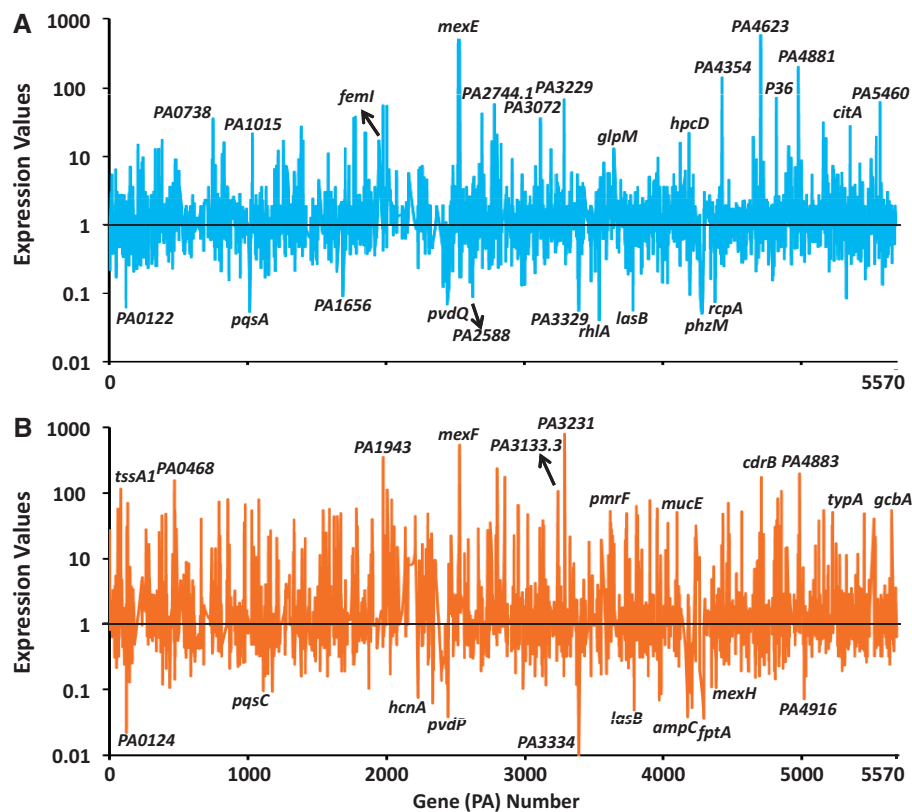 A
1000
100
10
1
0.1
0.01
Expression Values
mexE
PA4623
PA4881
PA4354
P36
PA2744.1
PA3229
PA3072
femI
PA0738
PA1015
glpM
hpcD
citA
PA5460
PA0122
pqsA
PA1656
pvdQ
PA2588
PA3329
rhlA
lasB
rcpA
phzM
0
5570
B
1000
100
10
1
0.1
0.01
Expression Values
tssA1
PA0468
PA1943
mexF
PA3133.3
PA3231
pmrF
mucE
cdrB
PA4883
typA
gcbA
PA0124
pqsC
hcnA
pvdP
PA3334
lasB
ampC
fptA
mexH
PA4916
0
1000
2000
3000
4000
5000
5570
Gene (PA) Number